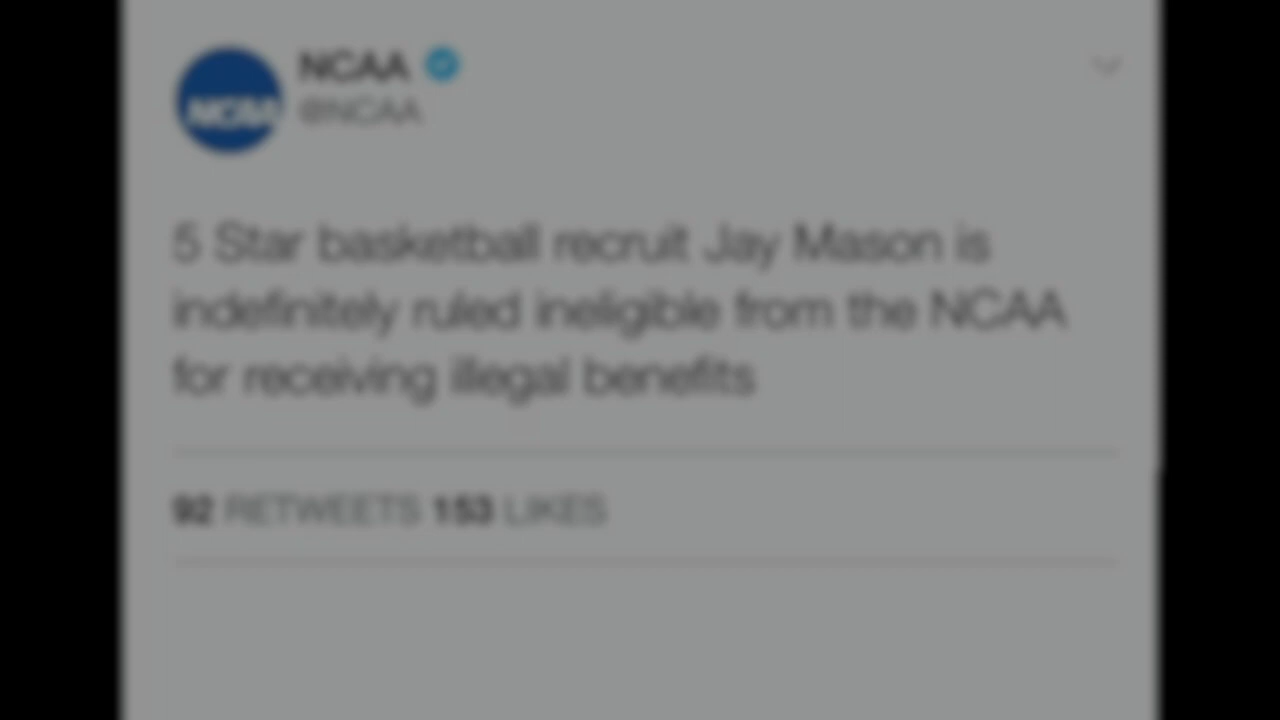 NCAA
NCAA
@NCAA
5 Star basketball recruit Jay Mason is
indefinitely ruled ineligible from the NCAA
for receiving illegal benefits
92 RETWEETS 153 LIKES